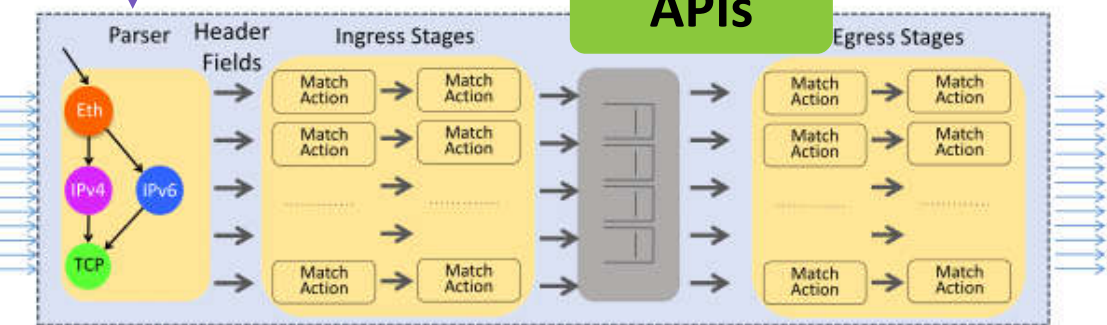 APIs
Parser
Header
Fields
Ingress Stages
Egress Stages
Eth
IPv4
IPv6
TCP
Match
Action
Match
Action
Match
Action
Match
Action
Match
Action
Match
Action
Match
Action
Match
Action
Match
Action
Match
Action
Match
Action
Match
Action